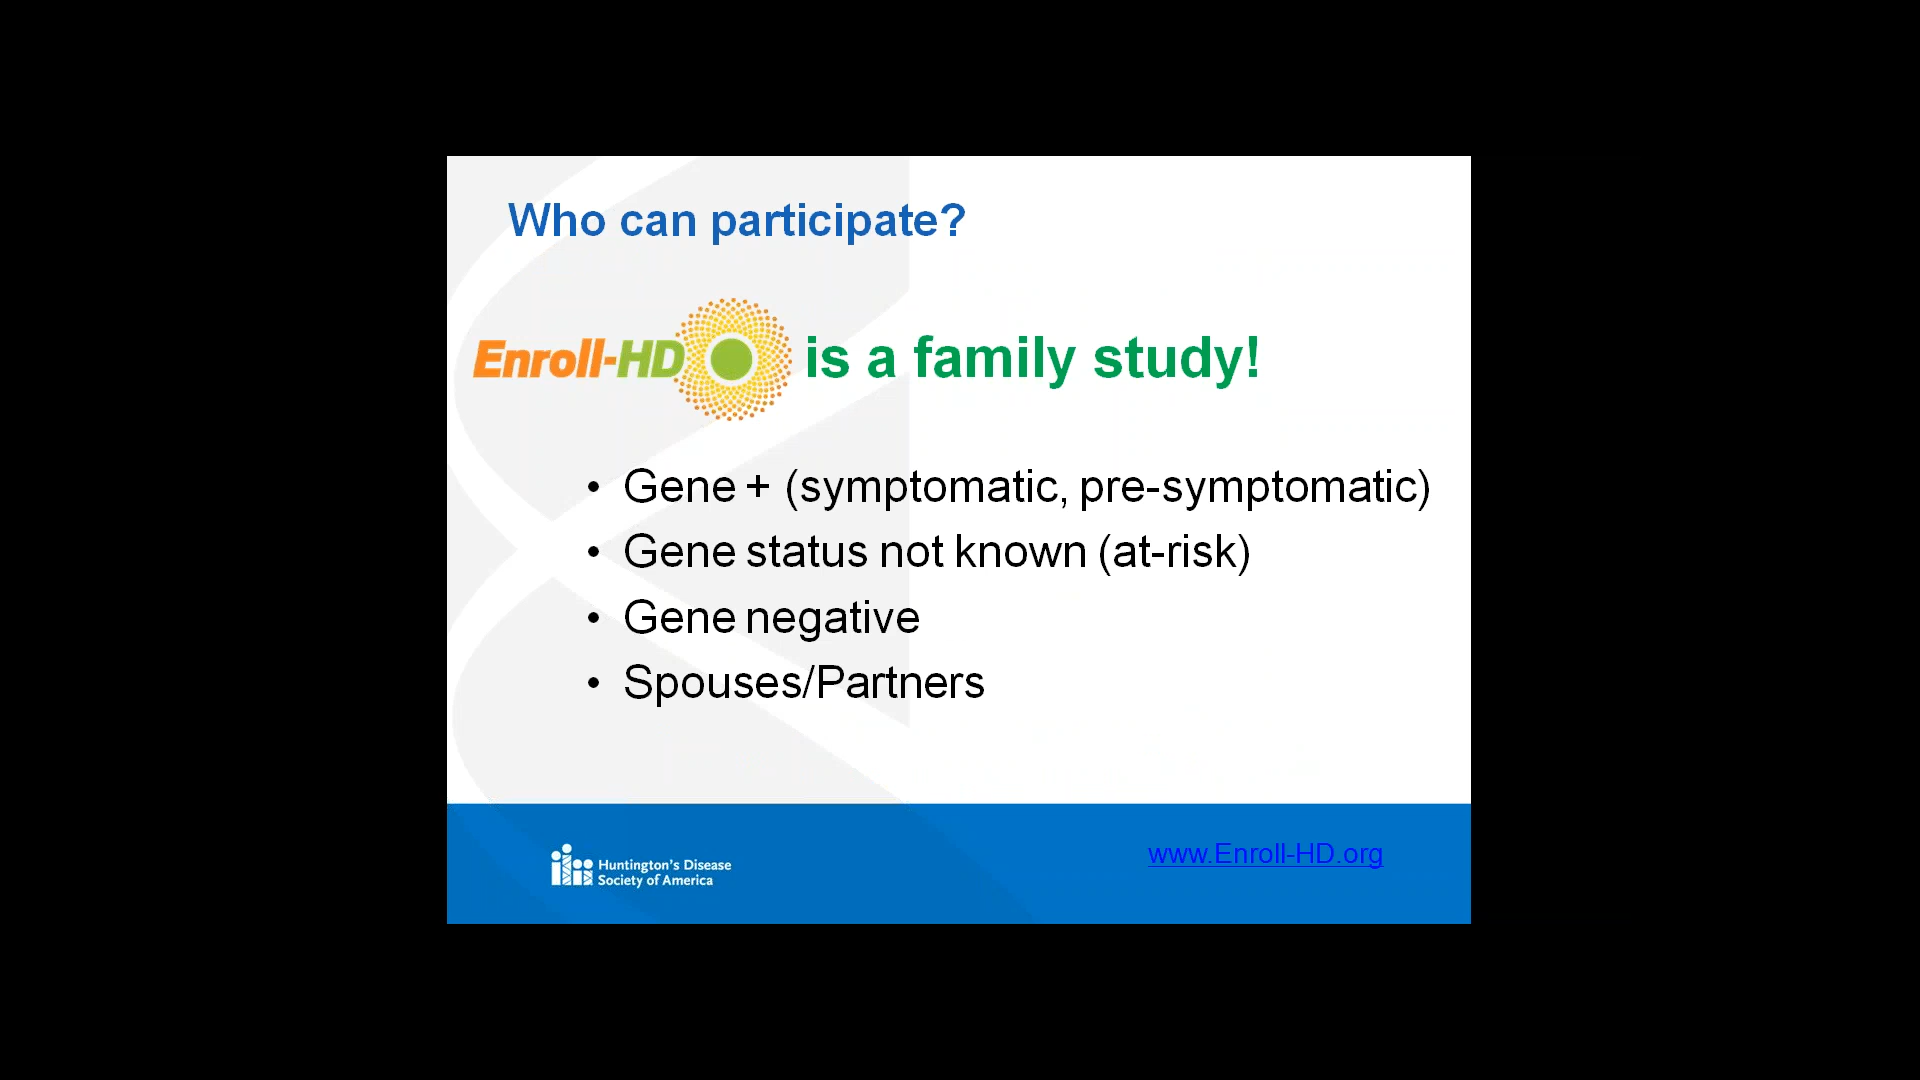 Who can participate?
Enroll-HD is a family study!
• Gene + (symptomatic, pre-symptomatic)
• Gene status not known (at-risk)
• Gene negative
• Spouses/Partners
Huntington's Disease
Society of America
www.Enroll-HD.org